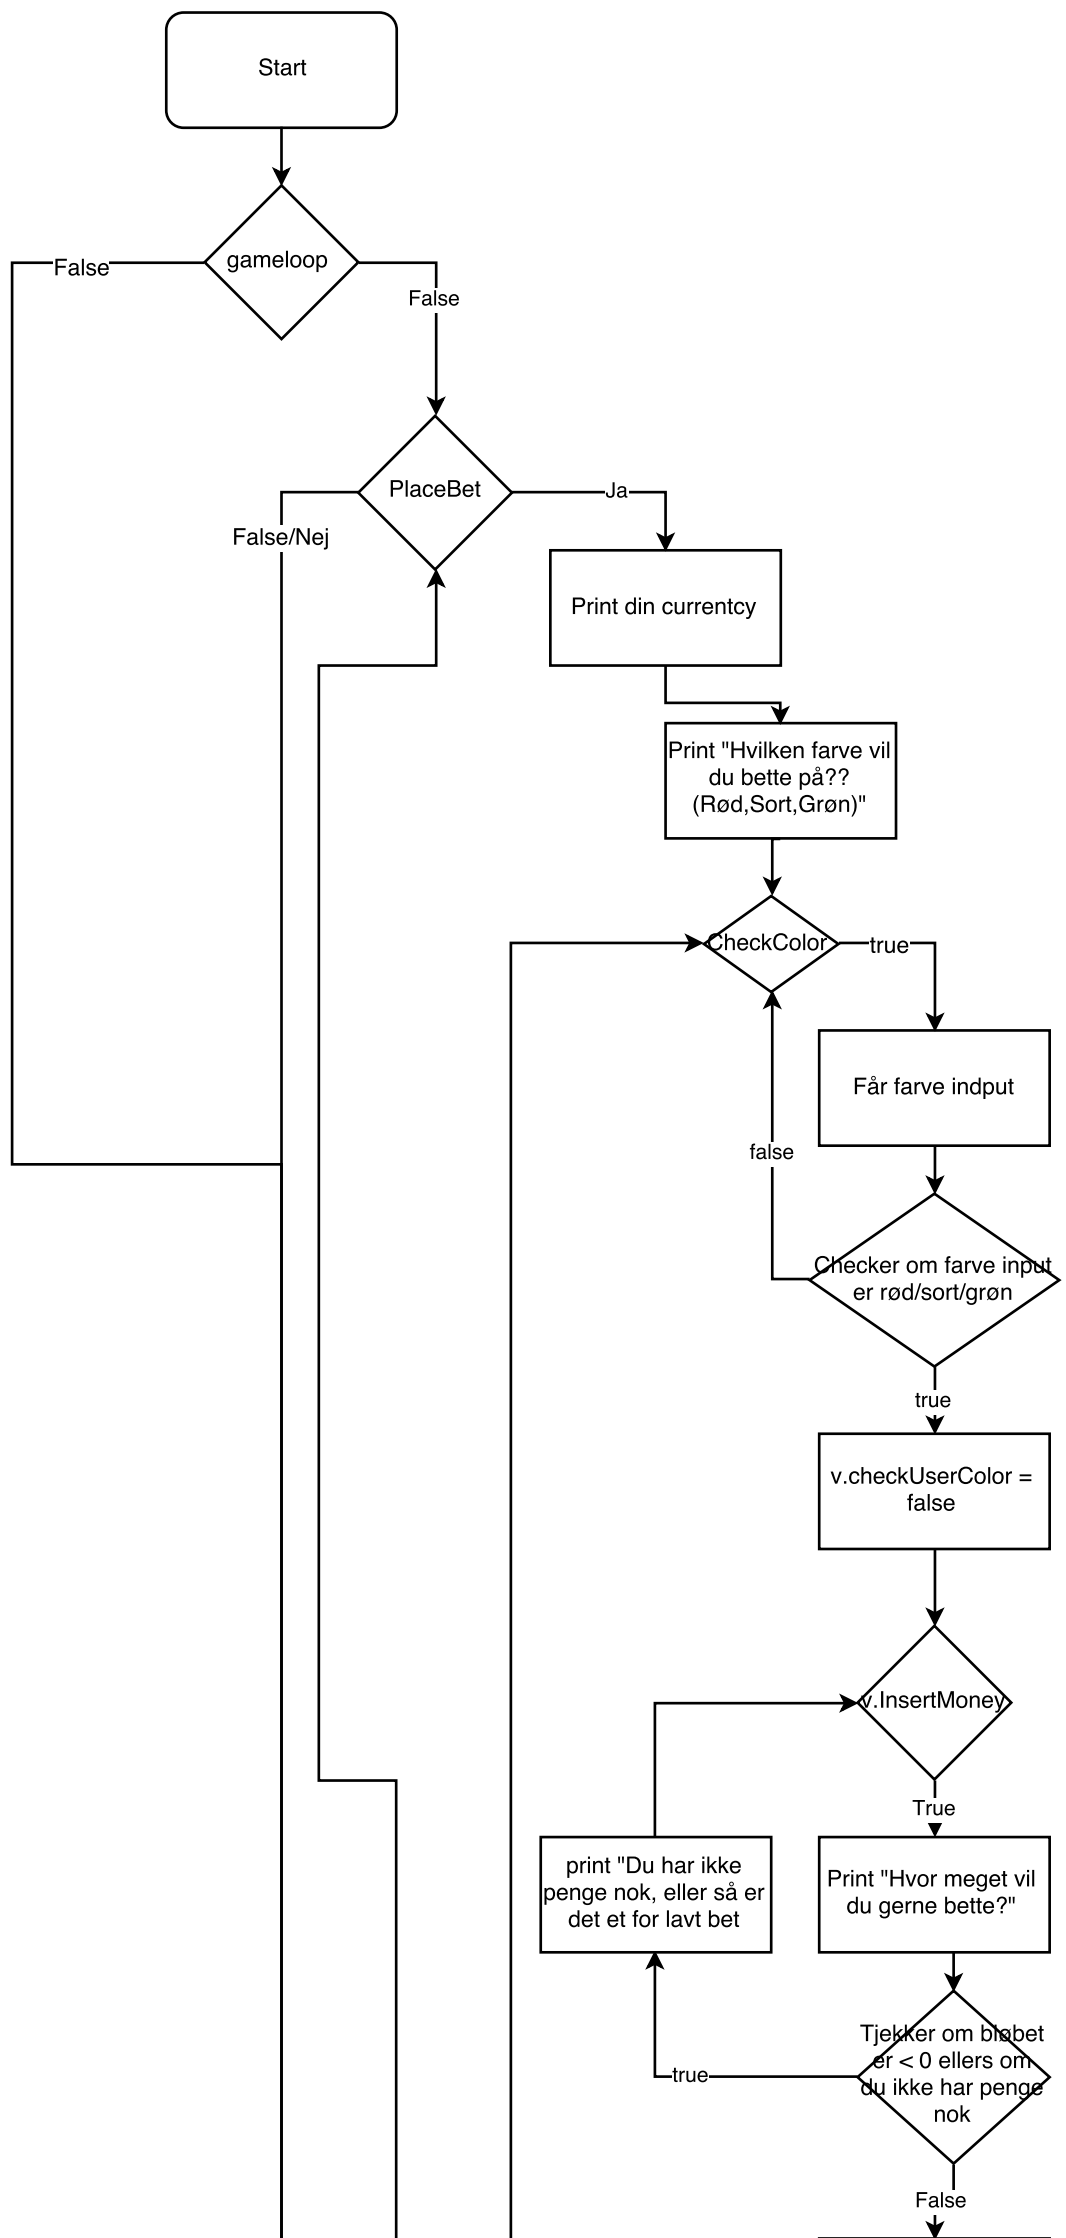 Start
gameloop
False
False
PlaceBet
Ja
False/Nej
Print din currentcy
Print "Hvilken farve vil
du bette på??
(Rød,Sort,Grøn)"
CheckColor
true
Får farve indput
false
Checker om farve input
er rød/sort/grøn
true
v.checkUserColor =
false
v.InsertMoney
True
print "Du har ikke
penge nok, eller så er
det et for lavt bet
Print "Hvor meget vil
du gerne bette?"
Tjekker om bløbet
er < 0 ellers om
du ikke har penge
nok
true
False